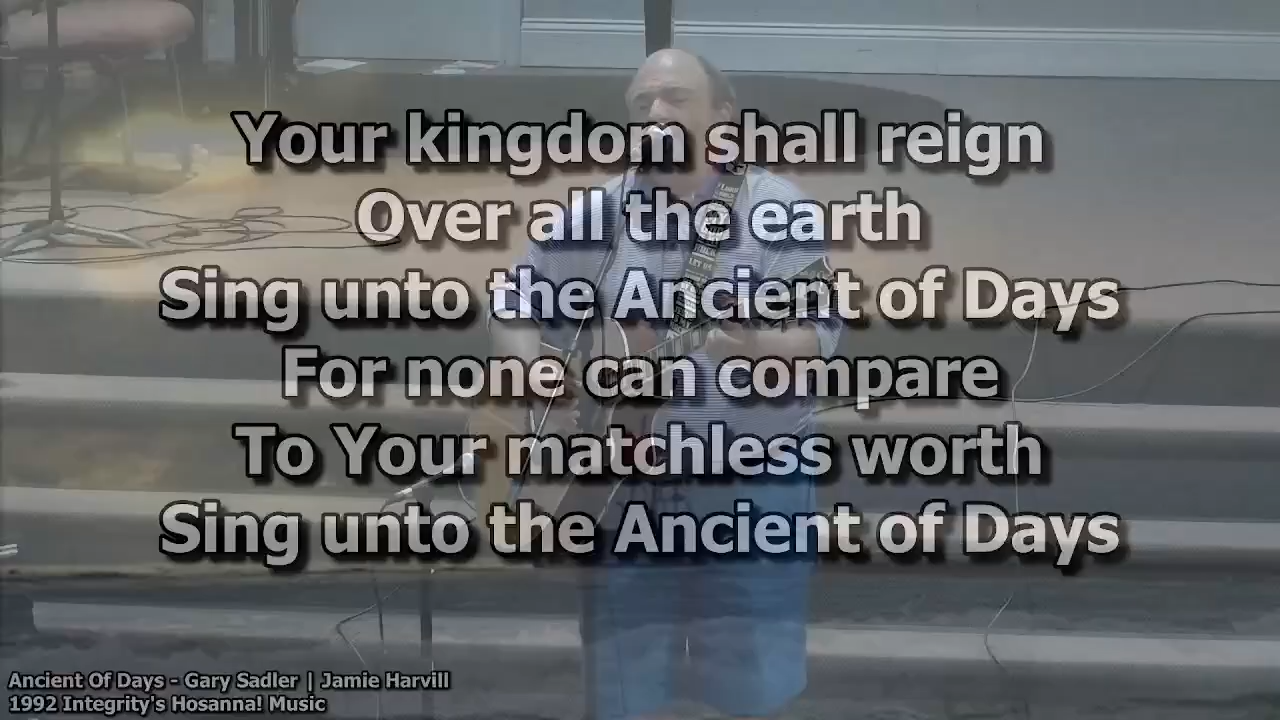 Your kingdom shall reign
Over all the earth
Sing unto the Ancient of Days
For none can compare
To Your matchless worth
Sing unto the Ancient of Days
Ancient Of Days - Gary Sadler | Jamie Harvill
1992 Integrity's Hosanna! Music